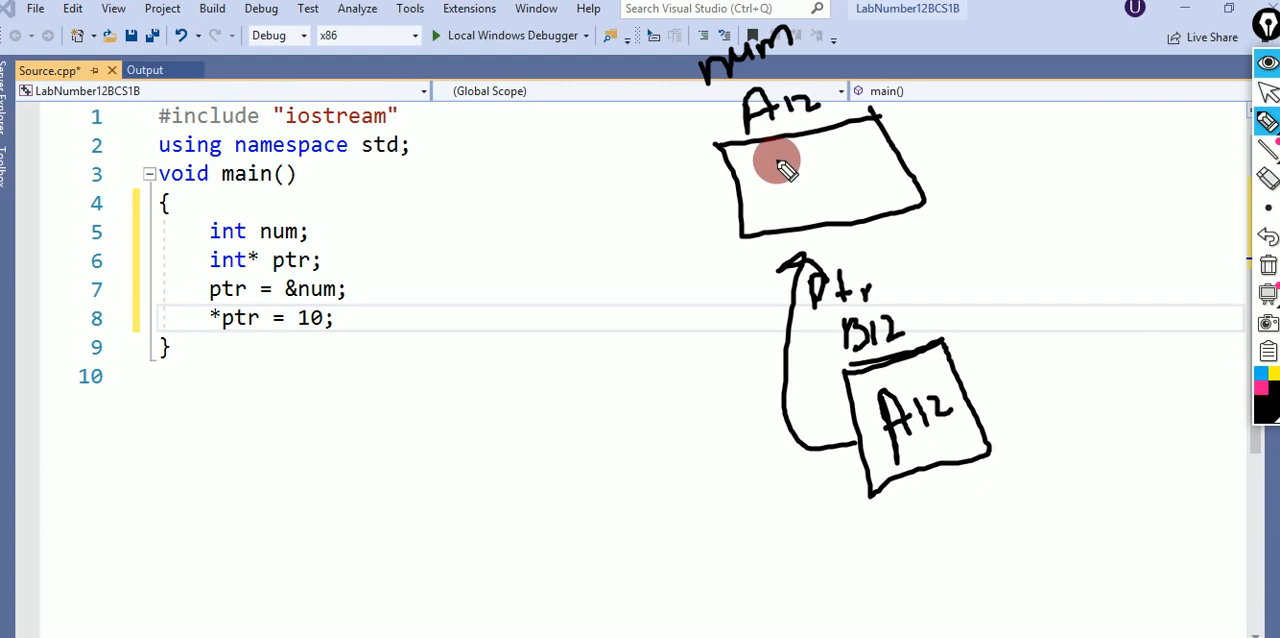 File Edit View Project Build Debug Test Analyze Tools Extensions Window Help Search Visual Studio (Ctrl+Q) LabNumber12BCS1B U
Debug x86 Local Windows Debugger Live Share
Source.cpp* Output
LabNumber12BCS1B (Global Scope) main()
Server Explorer
Toolbox
1 #include "iostream"
2 using namespace std;
3 void main()
4 {
5 int num;
6 int* ptr;
7 ptr = &num;
8 *ptr = 10;
9 }
10
num
A12
ptr
B12
A12